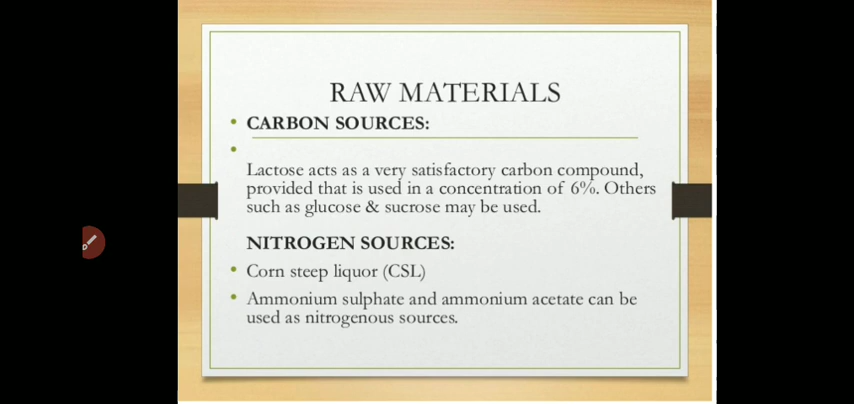 RAW MATERIALS
• CARBON SOURCES:
•
Lactose acts as a very satisfactory carbon compound,
provided that is used in a concentration of 6%. Others
such as glucose & sucrose may be used.
NITROGEN SOURCES:
• Corn steep liquor (CSL)
• Ammonium sulphate and ammonium acetate can be
used as nitrogenous sources.